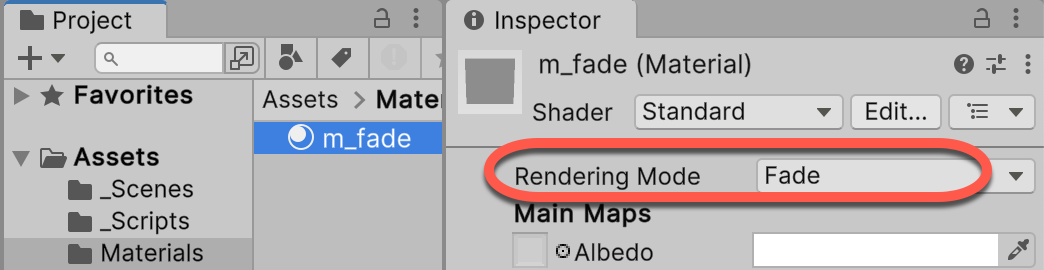 Project
Favorites
Assets
_Scenes
_Scripts
Materials
Assets > Mater
m_fade
Inspector
m_fade (Material)
Shader Standard Edit...
Rendering Mode Fade
Main Maps
Albedo